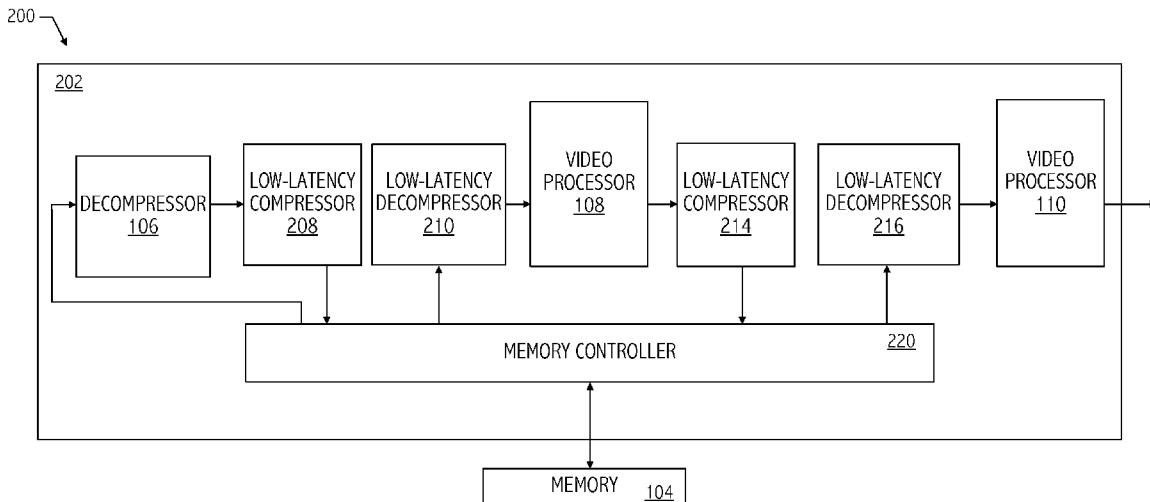 200
202
DECOMPRESSOR
106
LOW-LATENCY
COMPRESSOR
208
LOW-LATENCY
DECOMPRESSOR
210
VIDEO
PROCESSOR
108
LOW-LATENCY
COMPRESSOR
214
LOW-LATENCY
DECOMPRESSOR
216
VIDEO
PROCESSOR
110
MEMORY CONTROLLER
220
MEMORY
104